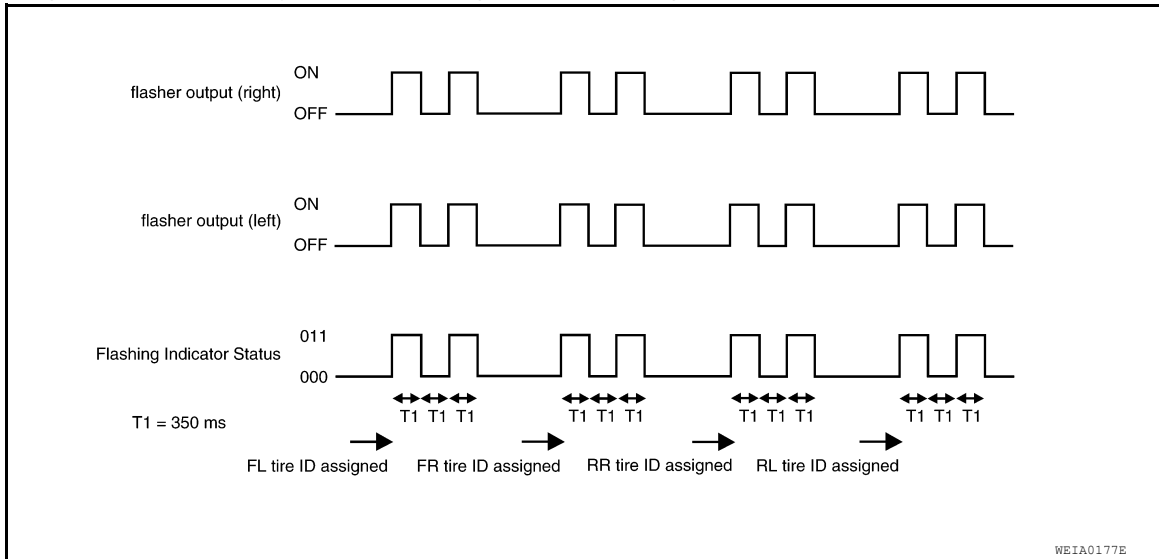 ON
flasher output (right)
OFF
ON
flasher output (left)
OFF
011
Flashing Indicator Status
000
T1 T1 T1 T1 T1 T1 T1 T1 T1 T1 T1 T1
T1 = 350 ms
FL tire ID assigned FR tire ID assigned RR tire ID assigned RL tire ID assigned
WEIA0177E